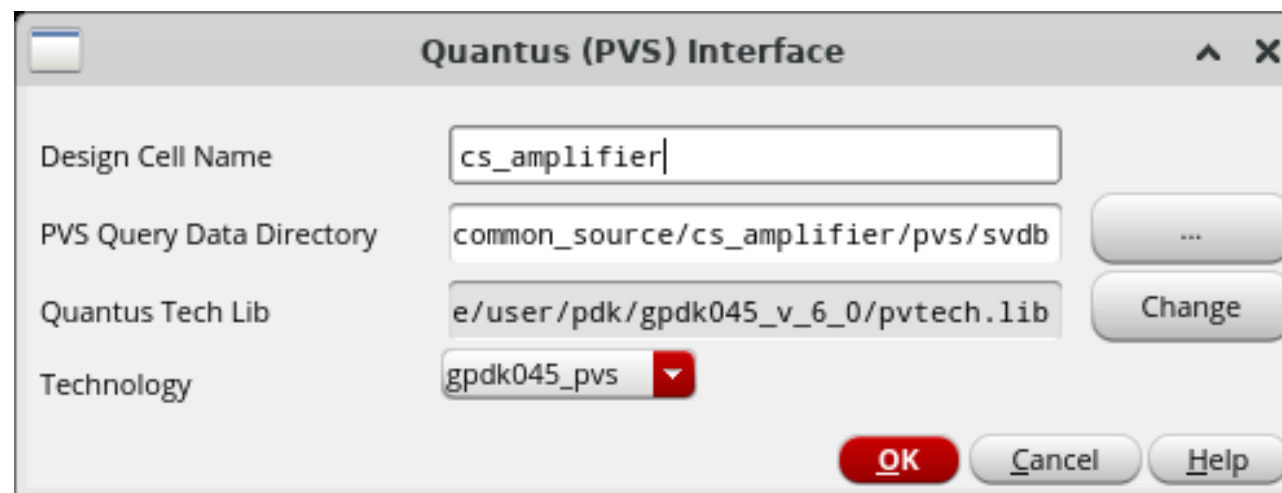 Quantus (PVS) Interface
Design Cell Name cs_amplifier
PVS Query Data Directory common_source/cs_amplifier/pvs/svdb ...
Quantus Tech Lib e/user/pdk/gpdk045_v_6_0/pvtech.lib Change
Technology gpdk045_pvs
OK Cancel Help